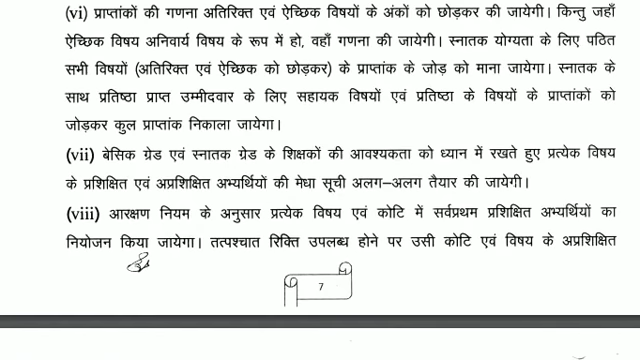 (vi) प्राप्तांकों की गणना अतिरिक्त एवं ऐच्छिक विषयों के अंकों को छोड़कर की जायेगी। किन्तु जहाँ
ऐच्छिक विषय अनिवार्य विषय के रूप में हो, वहाँ गणना की जायेगी। स्नातक योग्यता के लिए पठित
सभी विषयों (अतिरिक्त एवं ऐच्छिक को छोड़कर) के प्राप्तांक के जोड़ को माना जायेगा। स्नातक के
साथ प्रतिष्ठा प्राप्त उम्मीदवार के लिए सहायक विषयों एवं प्रतिष्ठा के विषयों के प्राप्तांकों को
जोड़कर कुल प्राप्तांक निकाला जायेगा।
(vii) बेसिक ग्रेड एवं स्नातक ग्रेड के शिक्षकों की आवश्यकता को ध्यान में रखते हुए प्रत्येक विषय
के प्रशिक्षित एवं अप्रशिक्षित अभ्यर्थियों की मेधा सूची अलग–अलग तैयार की जायेगी।
(viii) आरक्षण नियम के अनुसार प्रत्येक विषय एवं कोटि में सर्वप्रथम प्रशिक्षित अभ्यर्थियों का
नियोजन किया जायेगा। तत्पश्चात रिक्ति उपलब्ध होने पर उसी कोटि एवं विषय के अप्रशिक्षित
7